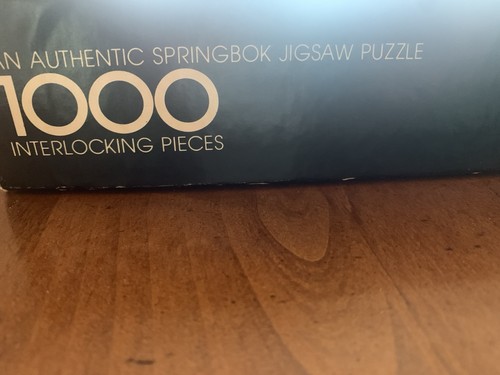 AN AUTHENTIC SPRINGBOK JIGSAW PUZZLE
1000
INTERLOCKING PIECES